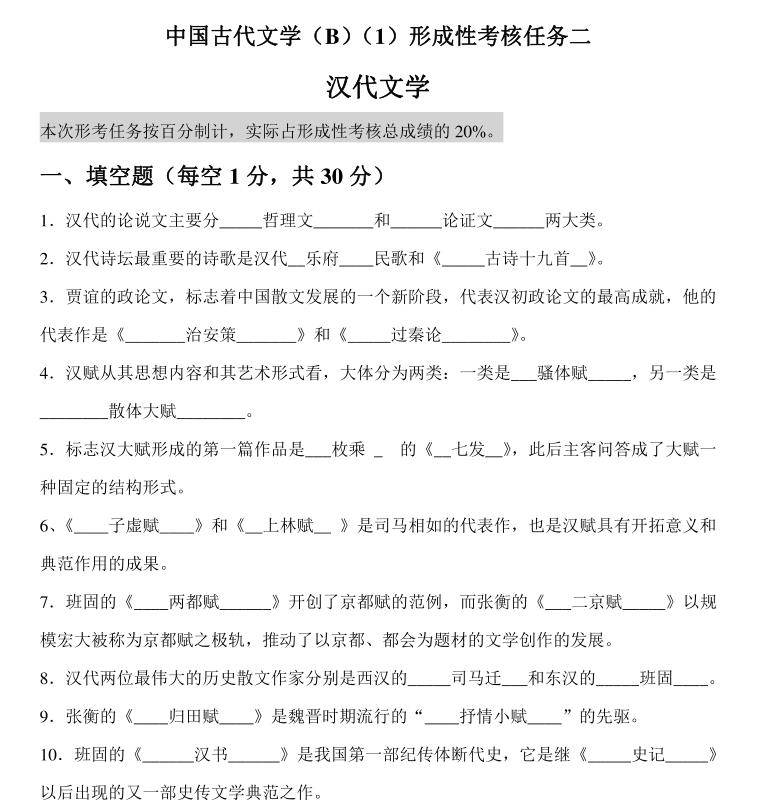 中国古代文学（B）（1）形成性考核任务二
汉代文学
本次形考任务按百分制计，实际占形成性考核总成绩的 20%。
一、填空题（每空 1 分，共 30 分）
1．汉代的论说文主要分_____哲理文_______和______论证文______两大类。
2．汉代诗坛最重要的诗歌是汉代__乐府____民歌和《_____古诗十九首__》。
3．贾谊的政论文，标志着中国散文发展的一个新阶段，代表汉初政论文的最高成就，他的
代表作是《_______治安策_______》和《_____过秦论________》。
4．汉赋从其思想内容和其艺术形式看，大体分为两类：一类是___骚体赋_____，另一类是
________散体大赋________。
5．标志汉大赋形成的第一篇作品是___枚乘 _ 的《__七发__》，此后主客问答成了大赋一
种固定的结构形式。
6、《____子虚赋____》和《__上林赋__ 》是司马相如的代表作，也是汉赋具有开拓意义和
典范作用的成果。
7．班固的《____两都赋______》开创了京都赋的范例，而张衡的《___二京赋_____》以规
模宏大被称为京都赋之极轨，推动了以京都、都会为题材的文学创作的发展。
8．汉代两位最伟大的历史散文作家分别是西汉的_____司马迁___和东汉的_____班固____。
9．张衡的《____归田赋____》是魏晋时期流行的“____抒情小赋____”的先驱。
10．班固的《______汉书______》是我国第一部纪传体断代史，它是继《_____史记_____》
以后出现的又一部史传文学典范之作。